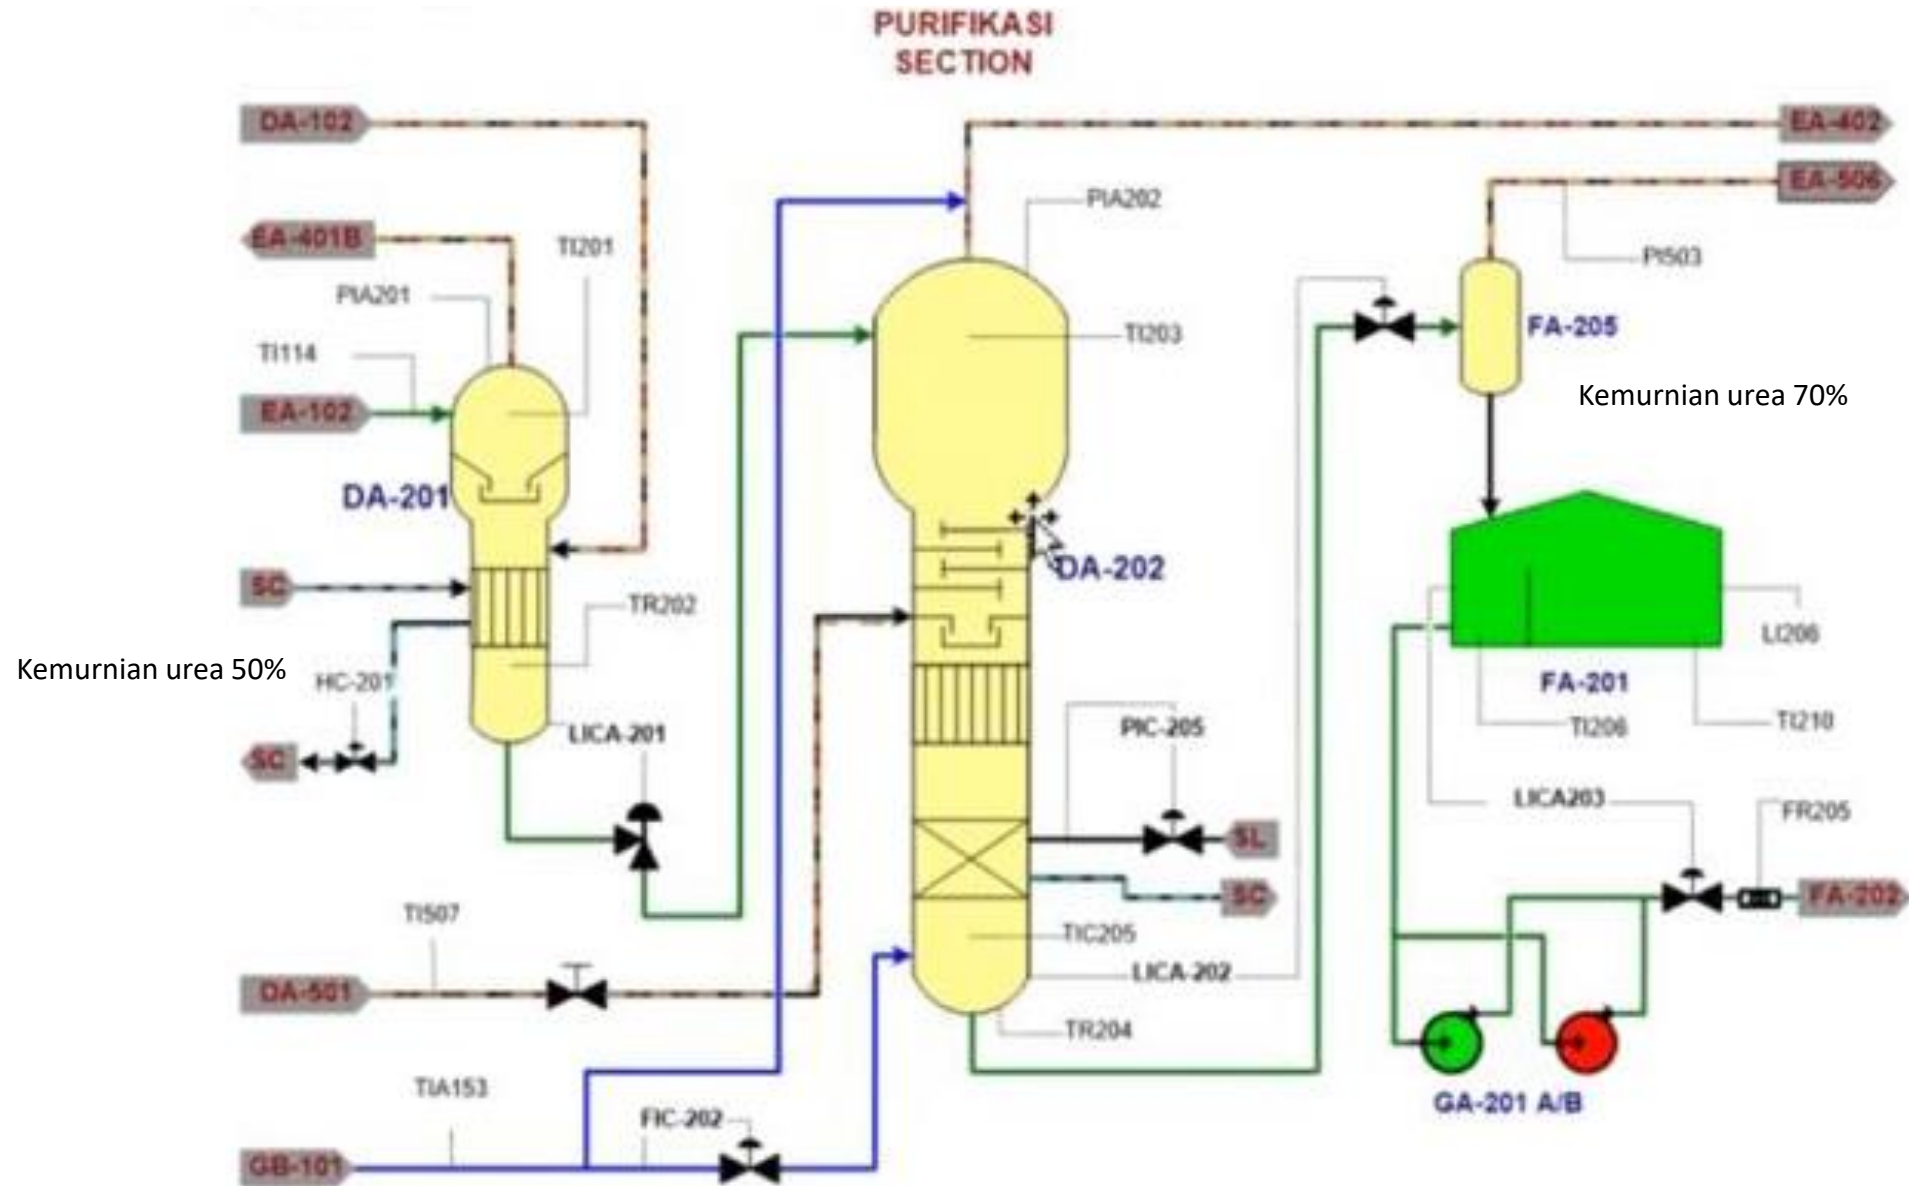 PURIFIKASI
SECTION
DA-102
EA-402
EA-506
PIA202
EA-401B
TI201
PI503
PIA201
FA-205
TI203
TI114
Kemurnian urea 70%
EA-102
DA-201
DA-202
SC
TR202
LI206
Kemurnian urea 50%
HC-201
FA-201
LICA-201
PIC-205
TI206
TI210
SC
LICA203
FR205
SL
SC
FA-202
TI507
TIC205
LICA-202
DA-501
TR204
TIA153
GA-201 A/B
FIC-202
GB-101